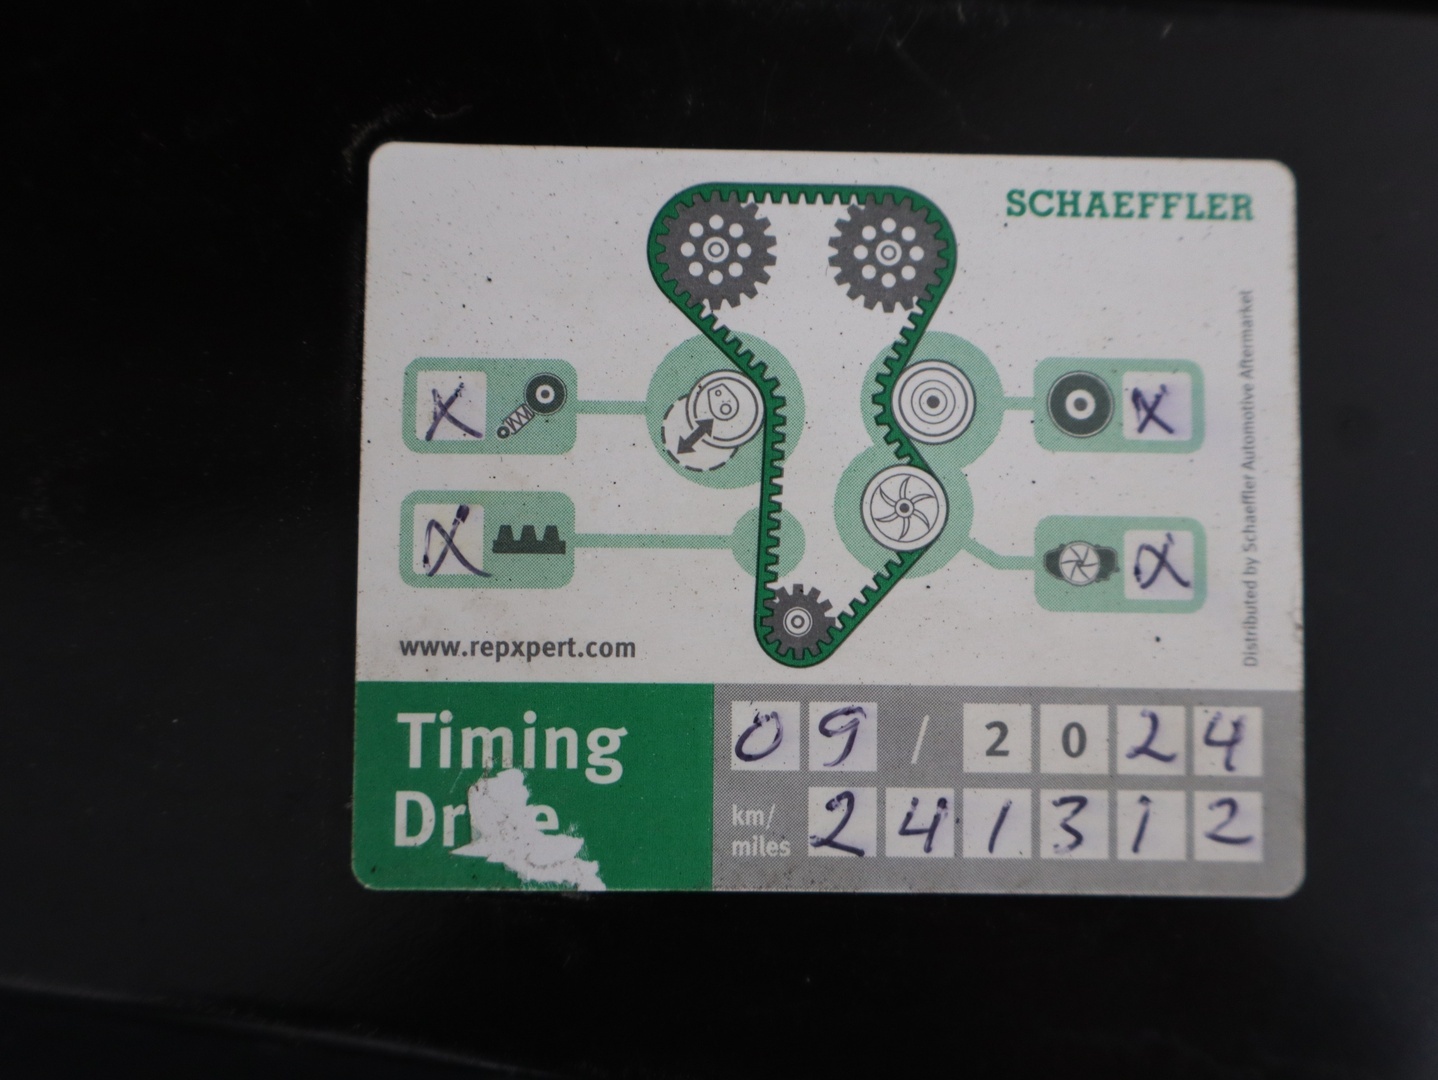 SCHAEFFLER
Distributed by Schaeffler Automotive Aftermarket
X
X
X
X
www.repxpert.com
Timing
09 / 2024
km/
miles
241312